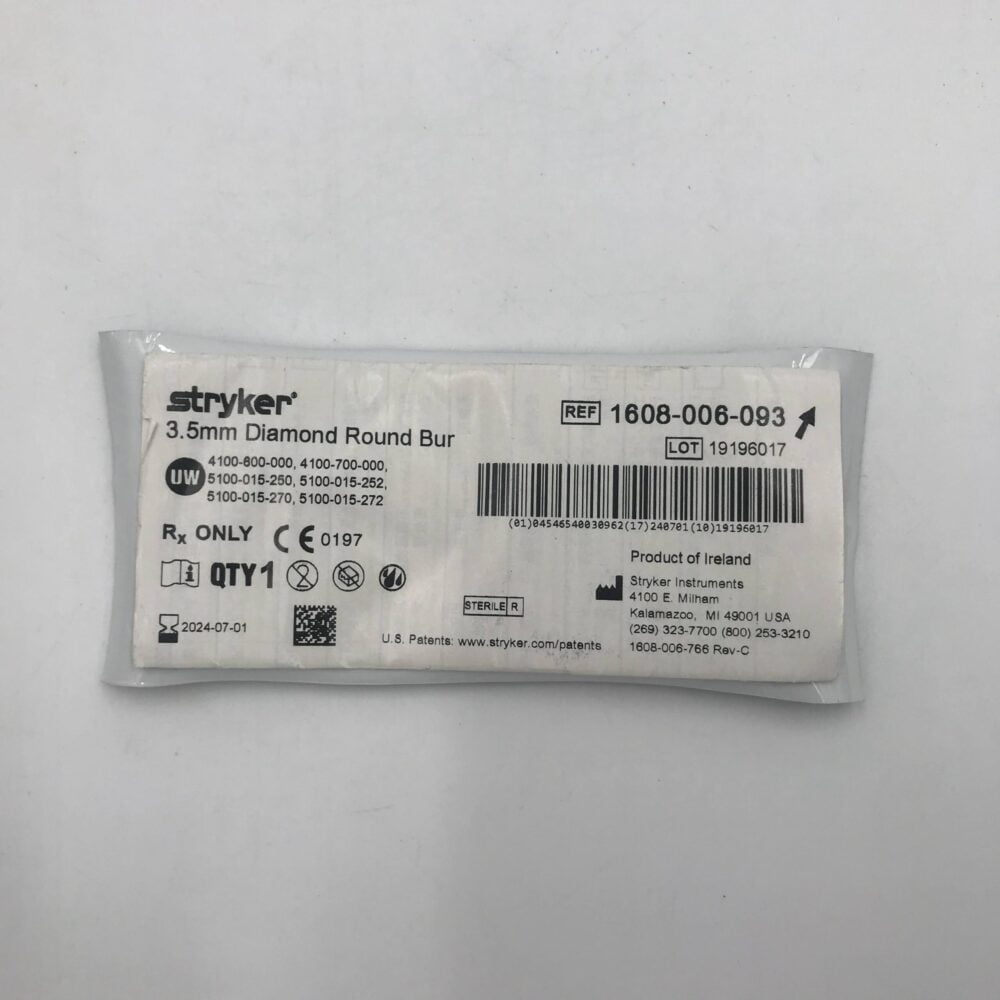 stryker
3.5mm Diamond Round Bur
UW
4100-800-000, 4100-700-000,
5100-015-250, 5100-015-252,
5100-015-270, 5100-015-272
Rx ONLY CE 0197
QTY 1
2
2024-07-01
STERILE R
U.S. Patents: www.stryker.com/patents
REF 1608-006-093
LOT 19196017
(01)04546540030962(17)240701(10)19196017
Product of Ireland
Stryker Instruments
4100 E. Milham
Kalamazoo, MI 49001 USA
(269) 323-7700 (800) 253-3210
1608-006-766 Rev-C